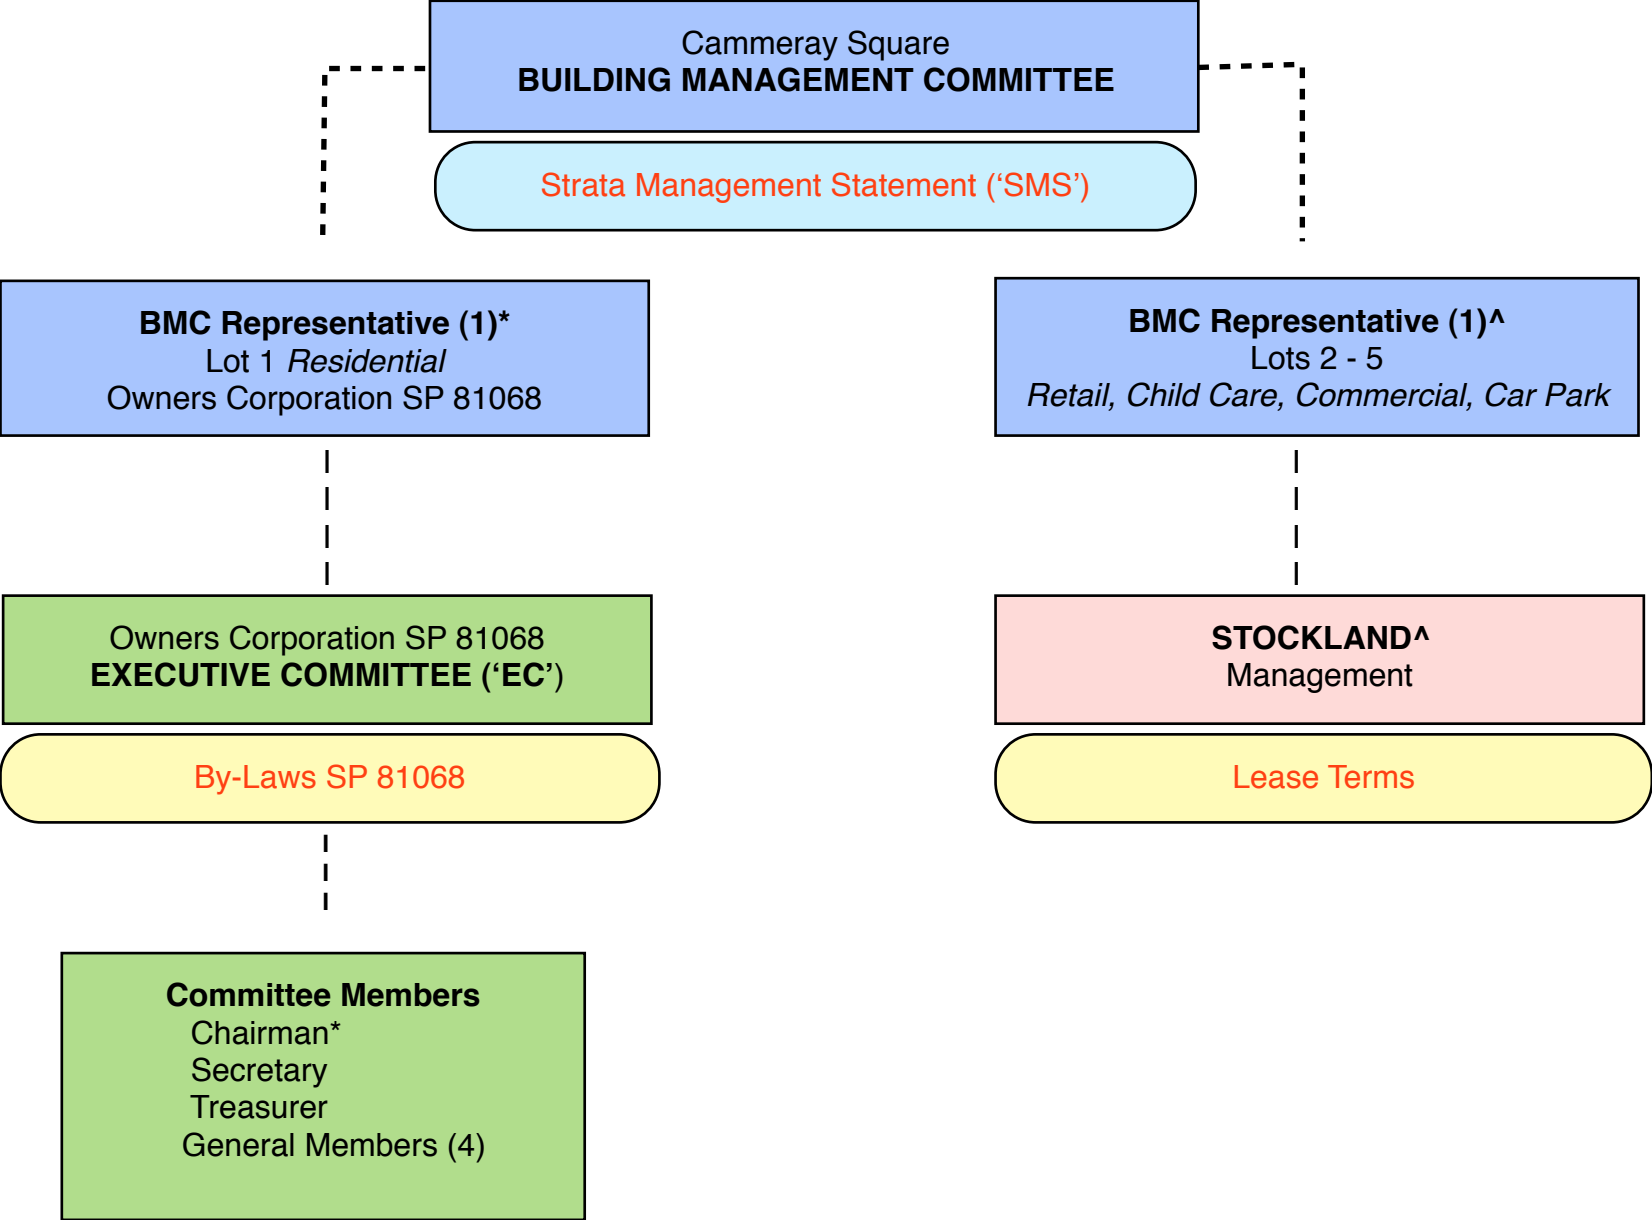 Cammeray Square
BUILDING MANAGEMENT COMMITTEE
Strata Management Statement (‘SMS’)
BMC Representative (1)*
Lot 1 Residential
Owners Corporation SP 81068
BMC Representative (1)^
Lots 2 - 5
Retail, Child Care, Commercial, Car Park
Owners Corporation SP 81068
EXECUTIVE COMMITTEE (‘EC’)
STOCKLAND^
Management
By-Laws SP 81068
Lease Terms
Committee Members
Chairman*
Secretary
Treasurer
General Members (4)